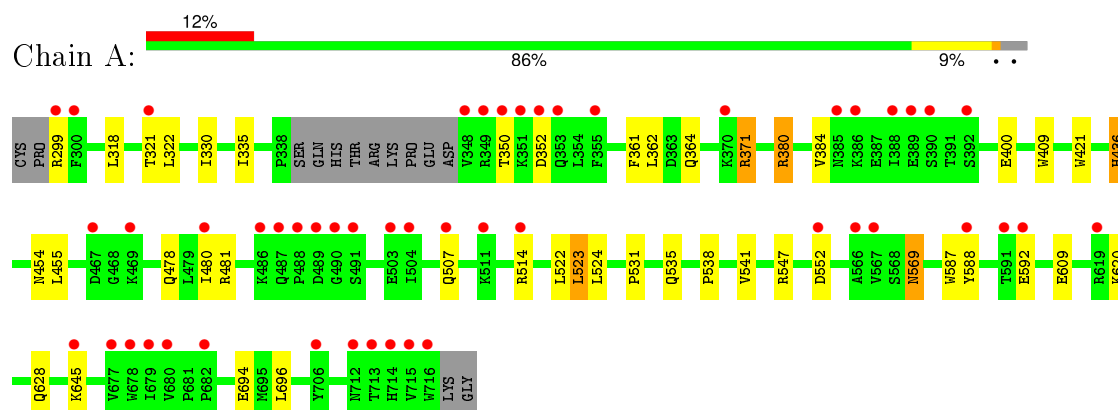 12%
Chain A:
86% 9% • •
CYS PRO R299 F300 L318 T321 L322 I330 I335 P338 SER GLN HIS THR ARG LYS PRO GLU ASP V348 R349 T350 K351 D352 Q353 L354 F355 F361 L362 D363 Q364 K370 R371 R380 V384 N385 K386 E387 I388 E389 S390 T391 S392 E400 W409 W421 H436
N454 L455 D467 G468 K469 Q478 L479 I480 R481 K486 Q487 P488 D489 G490 S491 E503 I504 Q507 K511 R514 L522 L523 L524 P531 Q535 P538 V541 R547 D552 A566 V567 S568 N569 W587 Y588 T591 E592 E609 R619 K620
Q628 K645 V677 W678 I679 V680 P681 P682 E694 M695 L696 Y706 N712 T713 H714 V715 W716 LYS GLY